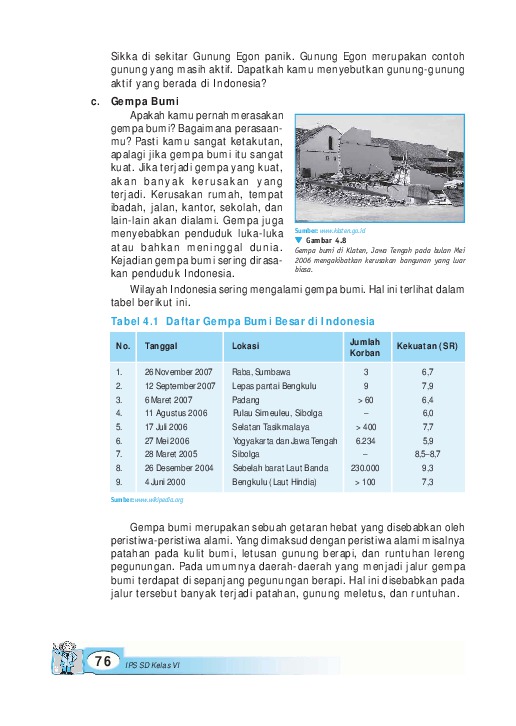 Sikka di sekitar Gunung Egon panik. Gunung Egon merupakan contoh
gunung yang masih aktif. Dapatkah kamu menyebutkan gunung-gunung
aktif yang berada di Indonesia?
c. Gempa Bumi
Apakah kamu pernah merasakan
gempa bumi? Bagaimana perasaan-
mu? Pasti kamu sangat ketakutan,
apalagi jika gempa bumi itu sangat
kuat. Jika terjadi gempa yang kuat,
akan banyak kerusakan yang
terjadi. Kerusakan rumah, tempat
ibadah, jalan, kantor, sekolah, dan
lain-lain akan dialami. Gempa juga
menyebabkan penduduk luka-luka
atau bahkan meninggal dunia.
Kejadian gempa bumi sering dirasa-
kan penduduk Indonesia.
Sumber: www.klaten.go.id
▼ Gambar 4.8
Gempa bumi di Klaten, Jawa Tengah pada bulan Mei
2006 mengakibatkan kerusakan bangunan yang luar
biasa.
Wilayah Indonesia sering mengalami gempa bumi. Hal ini terlihat dalam
tabel berikut ini.
Tabel 4.1 Daftar Gempa Bumi Besar di Indonesia
No. Tanggal Lokasi Jumlah Korban Kekuatan (SR)
1. 26 November 2007 Raba, Sumbawa 3 6,7
2. 12 September 2007 Lepas pantai Bengkulu 9 7,9
3. 6 Maret 2007 Padang > 60 6,4
4. 11 Agustus 2006 Pulau Simeuleu, Sibolga – 6,0
5. 17 Juli 2006 Selatan Tasikmalaya > 400 7,7
6. 27 Mei 2006 Yogyakarta dan Jawa Tengah 6.234 5,9
7. 28 Maret 2005 Sibolga – 8,5–8,7
8. 26 Desember 2004 Sebelah barat Laut Banda 230.000 9,3
9. 4 Juni 2000 Bengkulu (Laut Hindia) > 100 7,3
Sumber: www.wikipedia.org
Gempa bumi merupakan sebuah getaran hebat yang disebabkan oleh
peristiwa-peristiwa alami. Yang dimaksud dengan peristiwa alami misalnya
patahan pada kulit bumi, letusan gunung berapi, dan runtuhan lereng
pegunungan. Pada umumnya daerah-daerah yang menjadi jalur gempa
bumi terdapat di sepanjang pegunungan berapi. Hal ini disebabkan pada
jalur tersebut banyak terjadi patahan, gunung meletus, dan runtuhan.
76 IPS SD Kelas VI